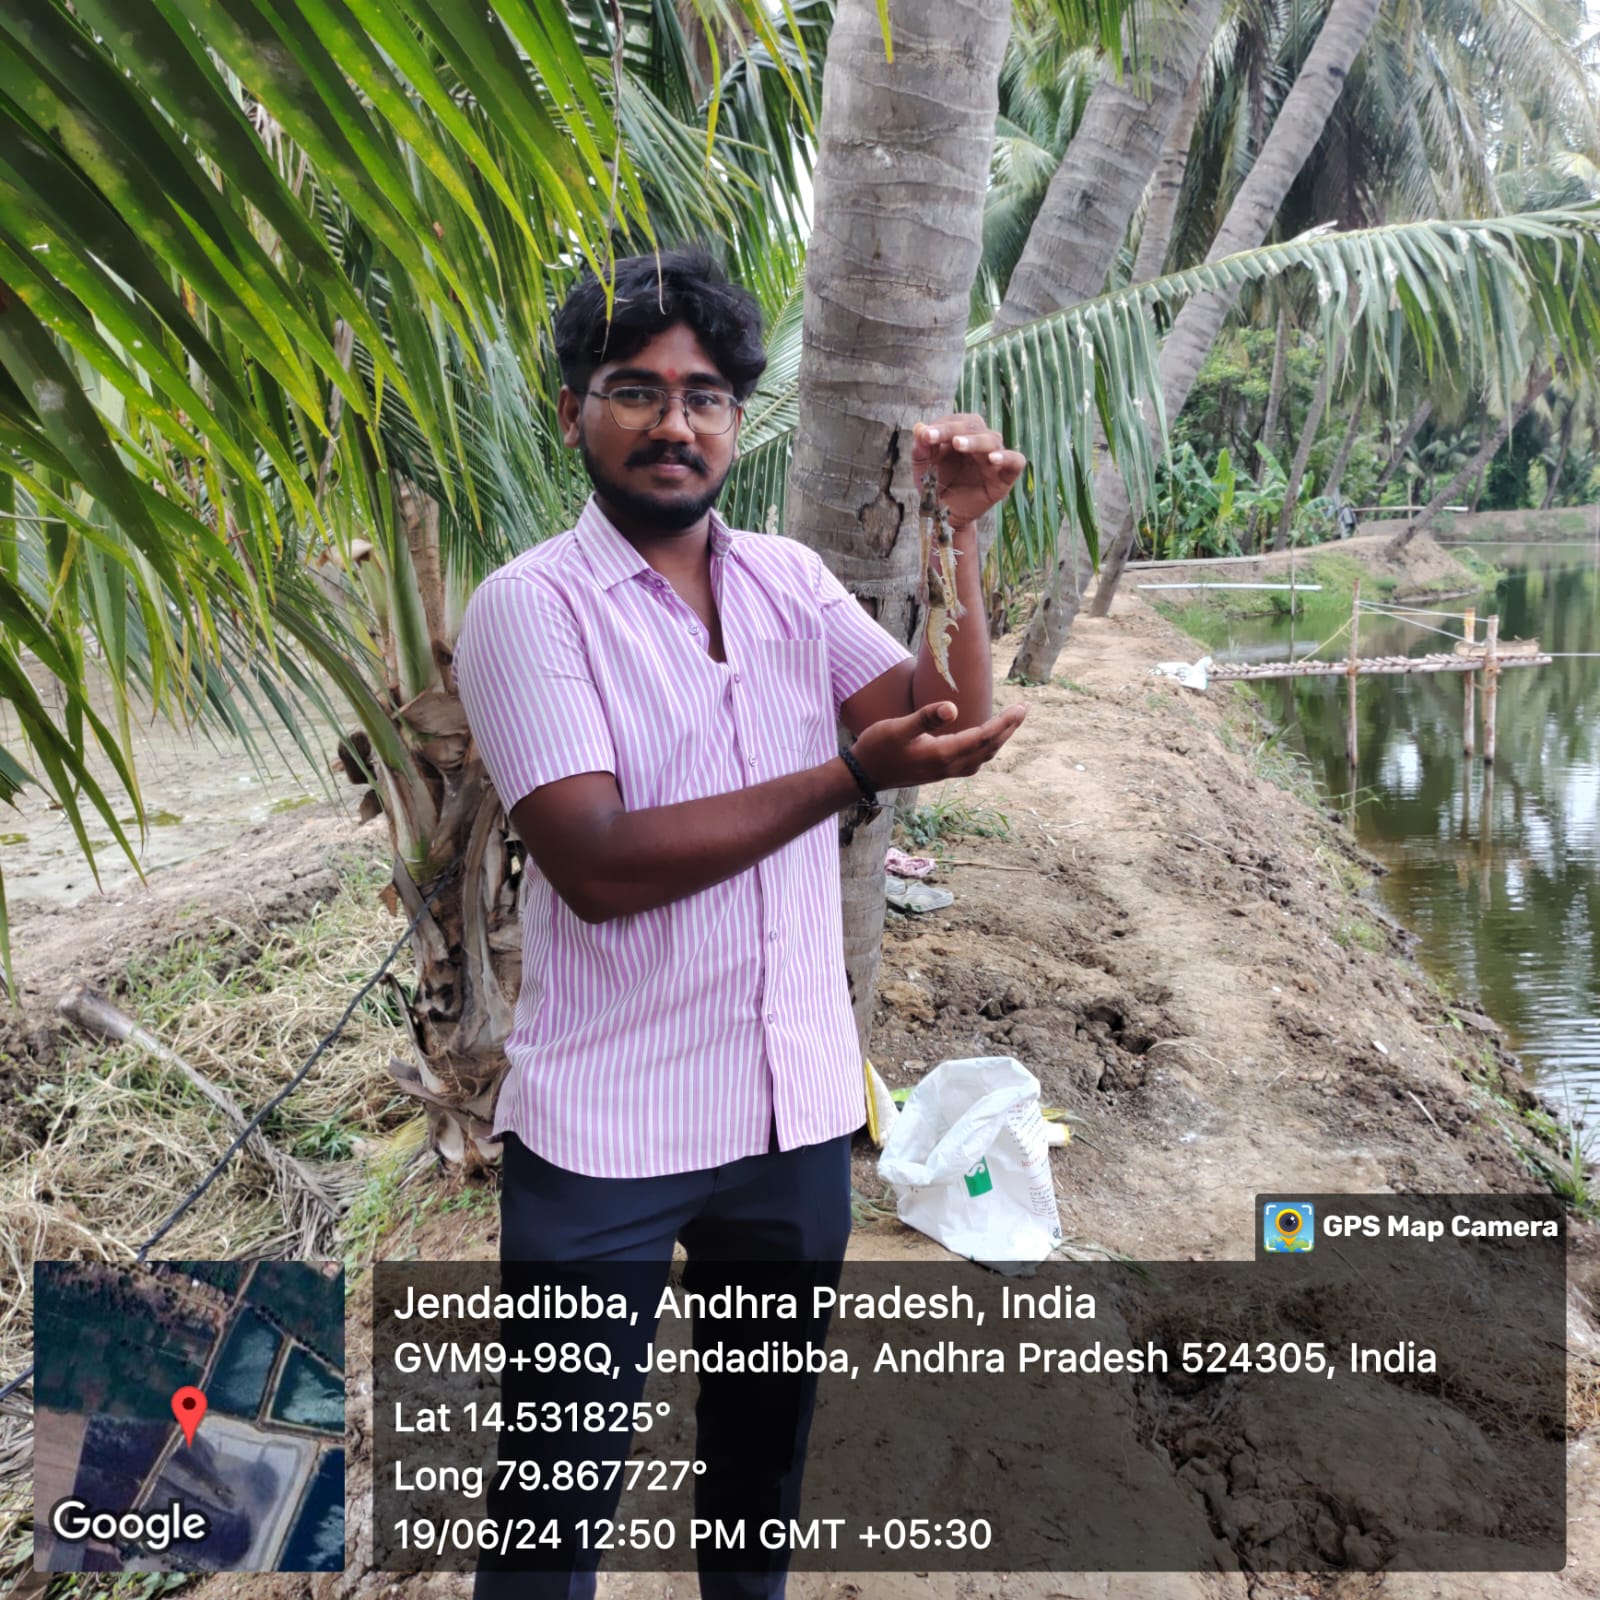 GPS Map Camera
Jendadibba, Andhra Pradesh, India
GVM9+98Q, Jendadibba, Andhra Pradesh 524305, India
Lat 14.531825°
Long 79.867727°
19/06/24 12:50 PM GMT +05:30
Google